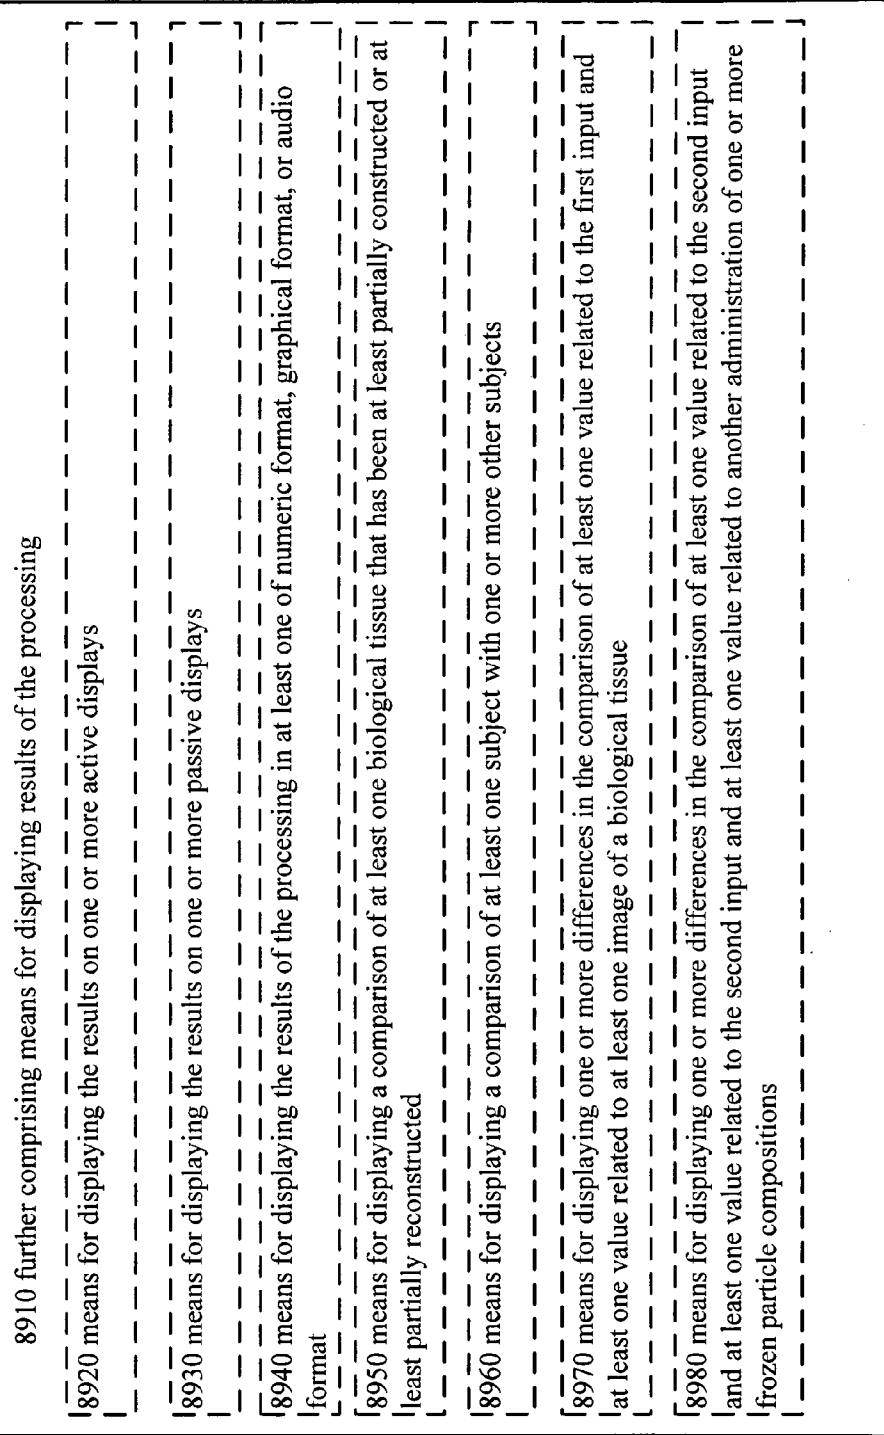 8910 further comprising means for displaying results of the processing
8920 means for displaying the results on one or more active displays
8930 means for displaying the results on one or more passive displays
8940 means for displaying the results of the processing in at least one of numeric format, graphical format, or audio
format
8950 means for displaying a comparison of at least one biological tissue that has been at least partially constructed or at
least partially reconstructed
8960 means for displaying a comparison of at least one subject with one or more other subjects
8970 means for displaying one or more differences in the comparison of at least one value related to the first input and
at least one value related to at least one image of a biological tissue
8980 means for displaying one or more differences in the comparison of at least one value related to the second input
and at least one value related to the second input and at least one value related to another administration of one or more
frozen particle compositions